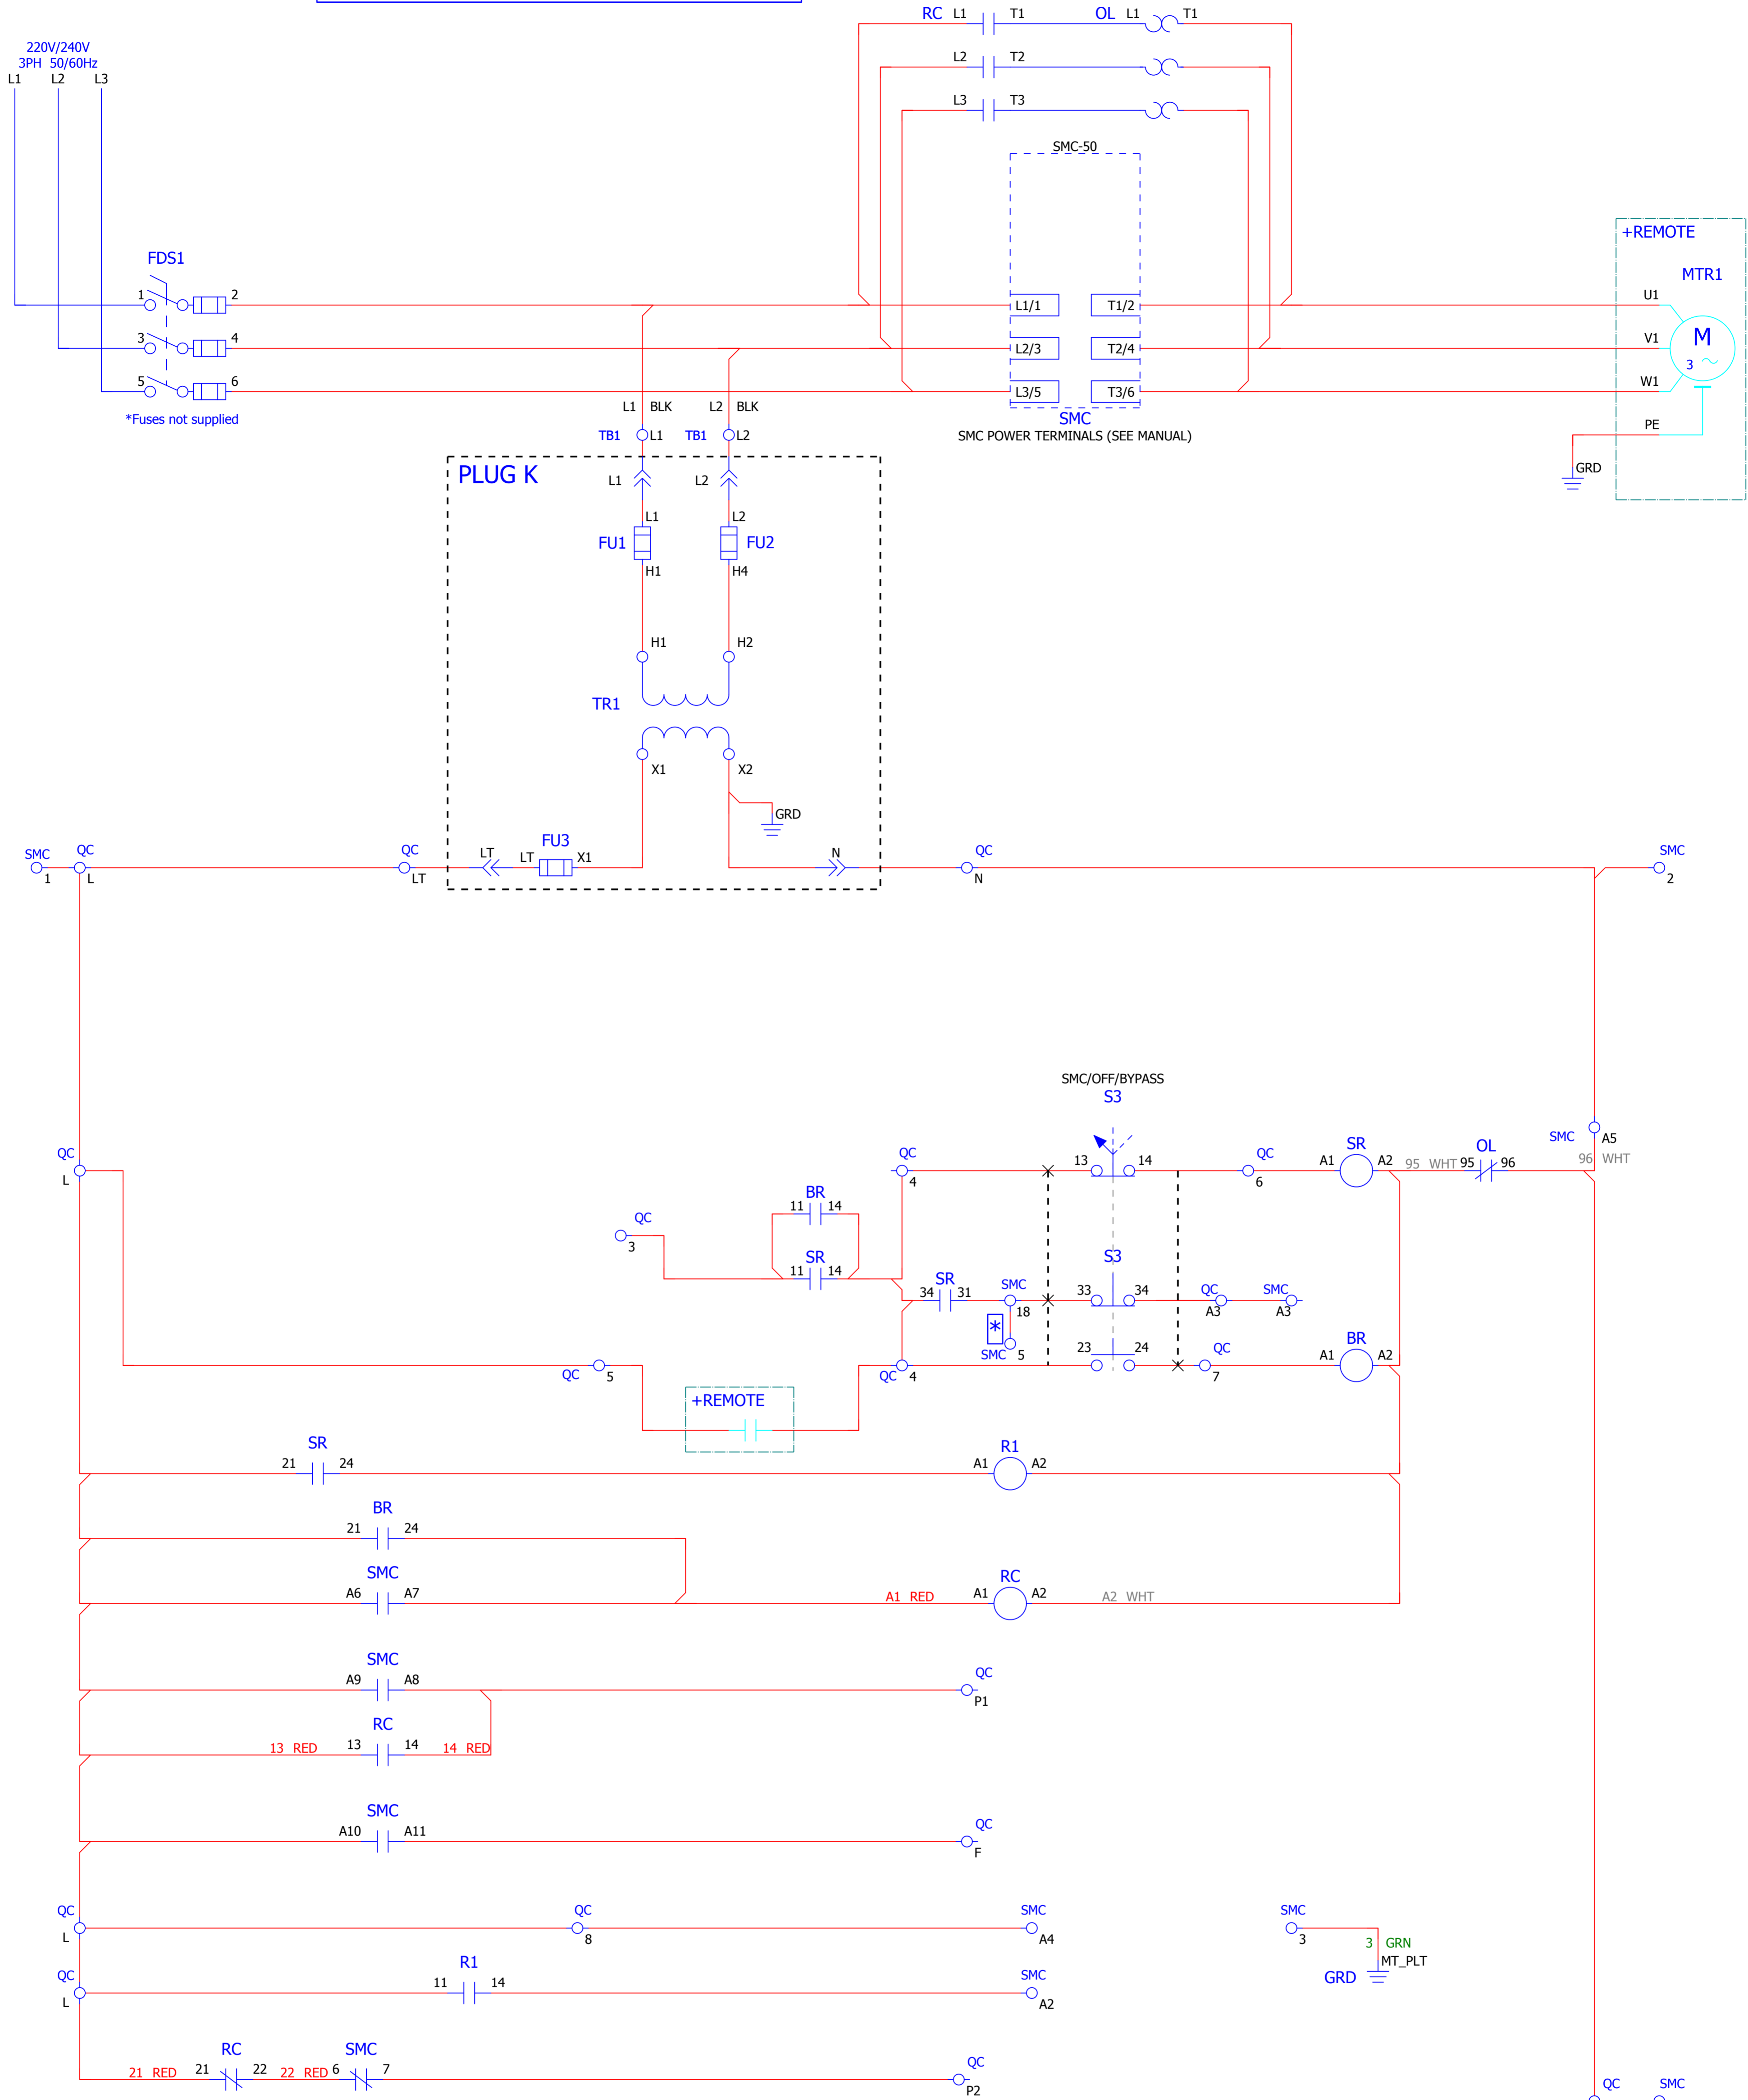 RC L1 T1 OL L1 T1
220V/240V
3PH 50/60Hz
L1 L2 L3
L2 T2
L3 T3
SMC-50
+REMOTE
MTR1
FDS1
1 2 L1/1 T1/2 U1
3 4 L2/3 T2/4 V1 M
3
5 6 L3/5 T3/6 W1
*Fuses not supplied
L1 BLK L2 BLK
SMC
PE
TB1 L1 TB1 L2
SMC POWER TERMINALS (SEE MANUAL)
GRD
PLUG K
L1 L2
L1 L2
FU1 FU2
H1 H4
H1 H2
TR1
X1 X2
GRD
SMC QC QC LT LT FU3 X1 N QC SMC
1 L LT N 2
SMC/OFF/BYPASS
S3
SMC A5
QC QC 13 14 QC A1 SR A2 95 WHT 95 OL 96 96 WHT
L 4 6
BR
11 14
QC
3
SR
11 14
S3
SR SMC
34 31 33 34 QC SMC
18 A3 A3
*
SMC 5
23 24 QC BR
A1 A2
QC 5 QC 4 7
+REMOTE
SR R1
21 24 A1 A2
BR
21 24
SMC RC
A6 A7 A1 RED A1 A2 A2 WHT
SMC
A9 A8 QC
P1
RC
13 RED 13 14 14 RED
SMC
A10 A11 QC
F
QC QC SMC SMC
L 8 A4 3
3 GRN
MT_PLT
GRD
QC R1 SMC
L 11 14 A2
RC SMC
21 RED 21 22 22 RED 6 7 QC
P2
QC SMC